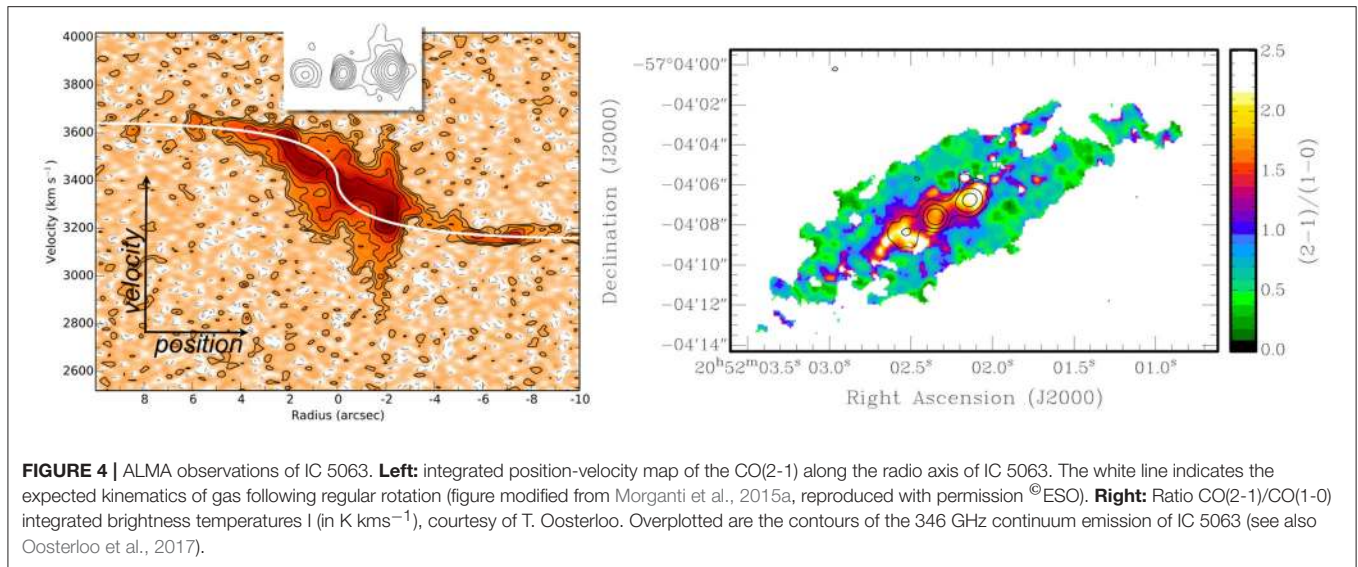 4000
3800
3600
3400
3200
3000
2800
2600
Velocity (km s⁻¹)
velocity
position
8 6 4 2 0 -2 -4 -6 -8 -10
Radius (arcsec)
−57°04′00″
−04′02″
−04′04″
−04′06″
−04′08″
−04′10″
−04′12″
−04′14″
Declination (J2000)
20ʰ52ᵐ03.5ˢ 03.0ˢ 02.5ˢ 02.0ˢ 01.5ˢ 01.0ˢ
Right Ascension (J2000)
2.5
2.0
1.5
1.0
0.5
0.0
(2−1)/(1−0)
FIGURE 4 | ALMA observations of IC 5063. Left: integrated position-velocity map of the CO(2-1) along the radio axis of IC 5063. The white line indicates the
expected kinematics of gas following regular rotation (figure modified from Morganti et al., 2015a, reproduced with permission ©ESO). Right: Ratio CO(2-1)/CO(1-0)
integrated brightness temperatures I (in K kms⁻¹), courtesy of T. Oosterloo. Overplotted are the contours of the 346 GHz continuum emission of IC 5063 (see also
Oosterloo et al., 2017).